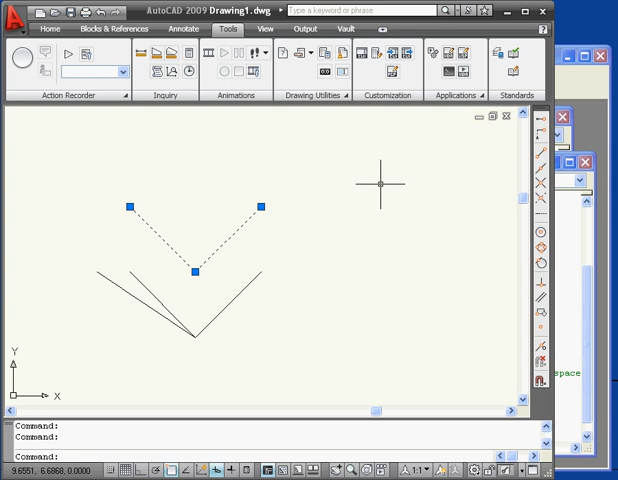 AutoCAD 2009 Drawing1.dwg
Type a keyword or phrase
Home Blocks & References Annotate Tools View Output Vault
Action Recorder Inquiry Animations Drawing Utilities Customization Applications Standards
space
Y
X
Command:
Command:
Command:
9.6551, 6.6868, 0.0000
1:1